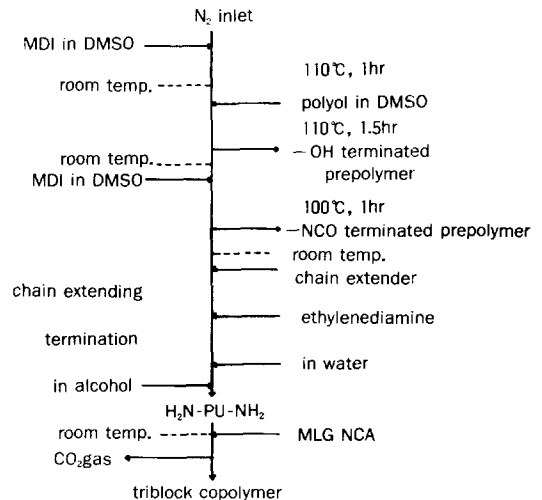 N₂ inlet
MDI in DMSO
110℃, 1hr
room temp.
polyol in DMSO
110℃, 1.5hr
—OH terminated
prepolymer
room temp.
MDI in DMSO
100℃, 1hr
—NCO terminated prepolymer
room temp.
chain extender
chain extending
ethylenediamine
termination
in water
in alcohol
H₂N-PU-NH₂
room temp.
MLG NCA
CO₂gas
triblock copolymer